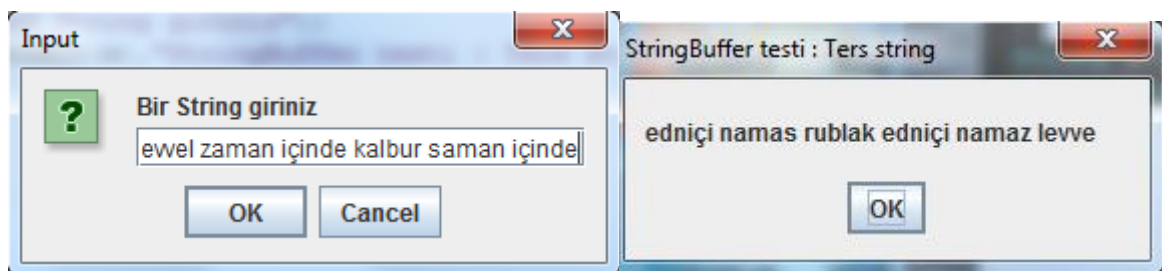 Input
Bir String giriniz
evvel zaman içinde kalbur saman içinde
OK
Cancel
StringBuffer testi : Ters string
edniçi namas rublak edniçi namaz levve
OK